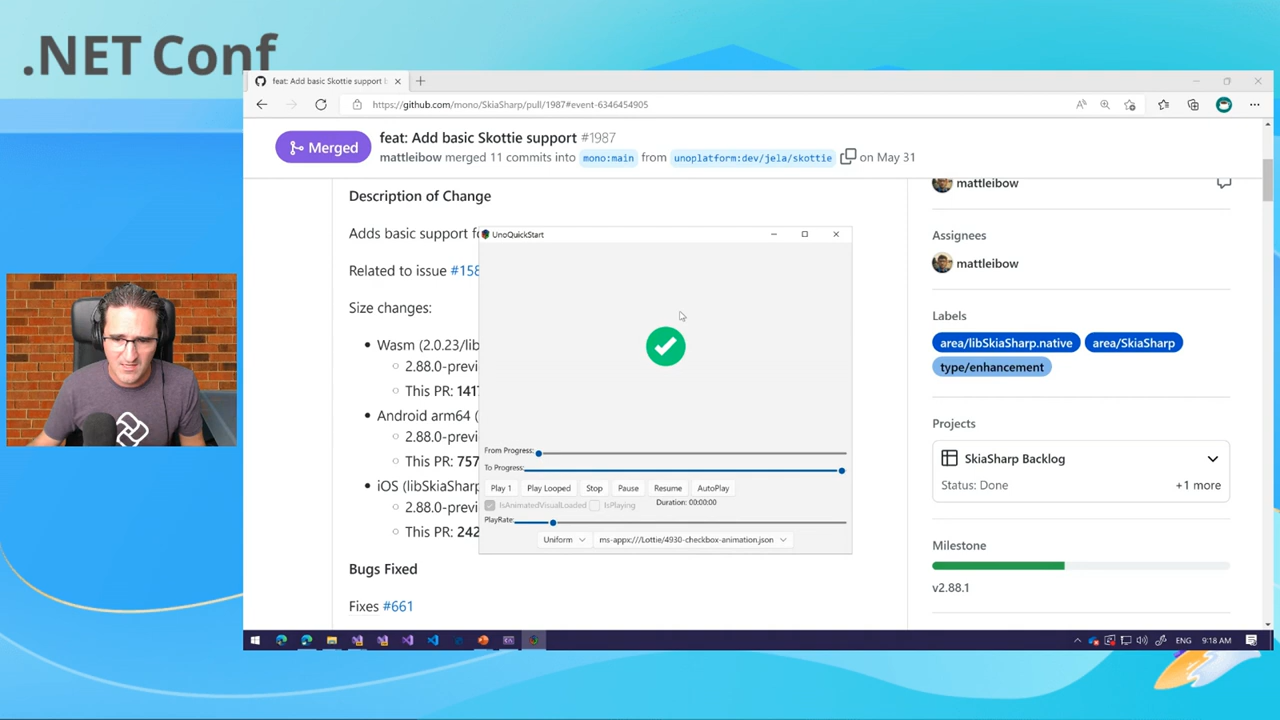 .NET Conf
feat: Add basic Skottie support b
https://github.com/mono/SkiaSharp/pull/1987#event-6346454905
Merged
feat: Add basic Skottie support #1987
mattleibow merged 11 commits into mono:main from unoplatform:dev/jela/skottie on May 31
Description of Change
Adds basic support f
Related to issue #158
Size changes:
Wasm (2.0.23/lib
2.88.0-previ
This PR: 1417
Android arm64 (
2.88.0-previ
This PR: 757
iOS (libSkiaSharp
2.88.0-previ
This PR: 242
Bugs Fixed
Fixes #661
UnoQuickStart
From Progress:
To Progress:
Play 1
Play Looped
Stop
Pause
Resume
AutoPlay
IsAnimatedVisualLoaded
IsPlaying
Duration: 00:00:00
PlayRate:
Uniform
ms-appx:///Lottie/4930-checkbox-animation.json
mattleibow
Assignees
mattleibow
Labels
area/libSkiaSharp.native
area/SkiaSharp
type/enhancement
Projects
SkiaSharp Backlog
Status: Done
+1 more
Milestone
v2.88.1
ENG
9:18 AM